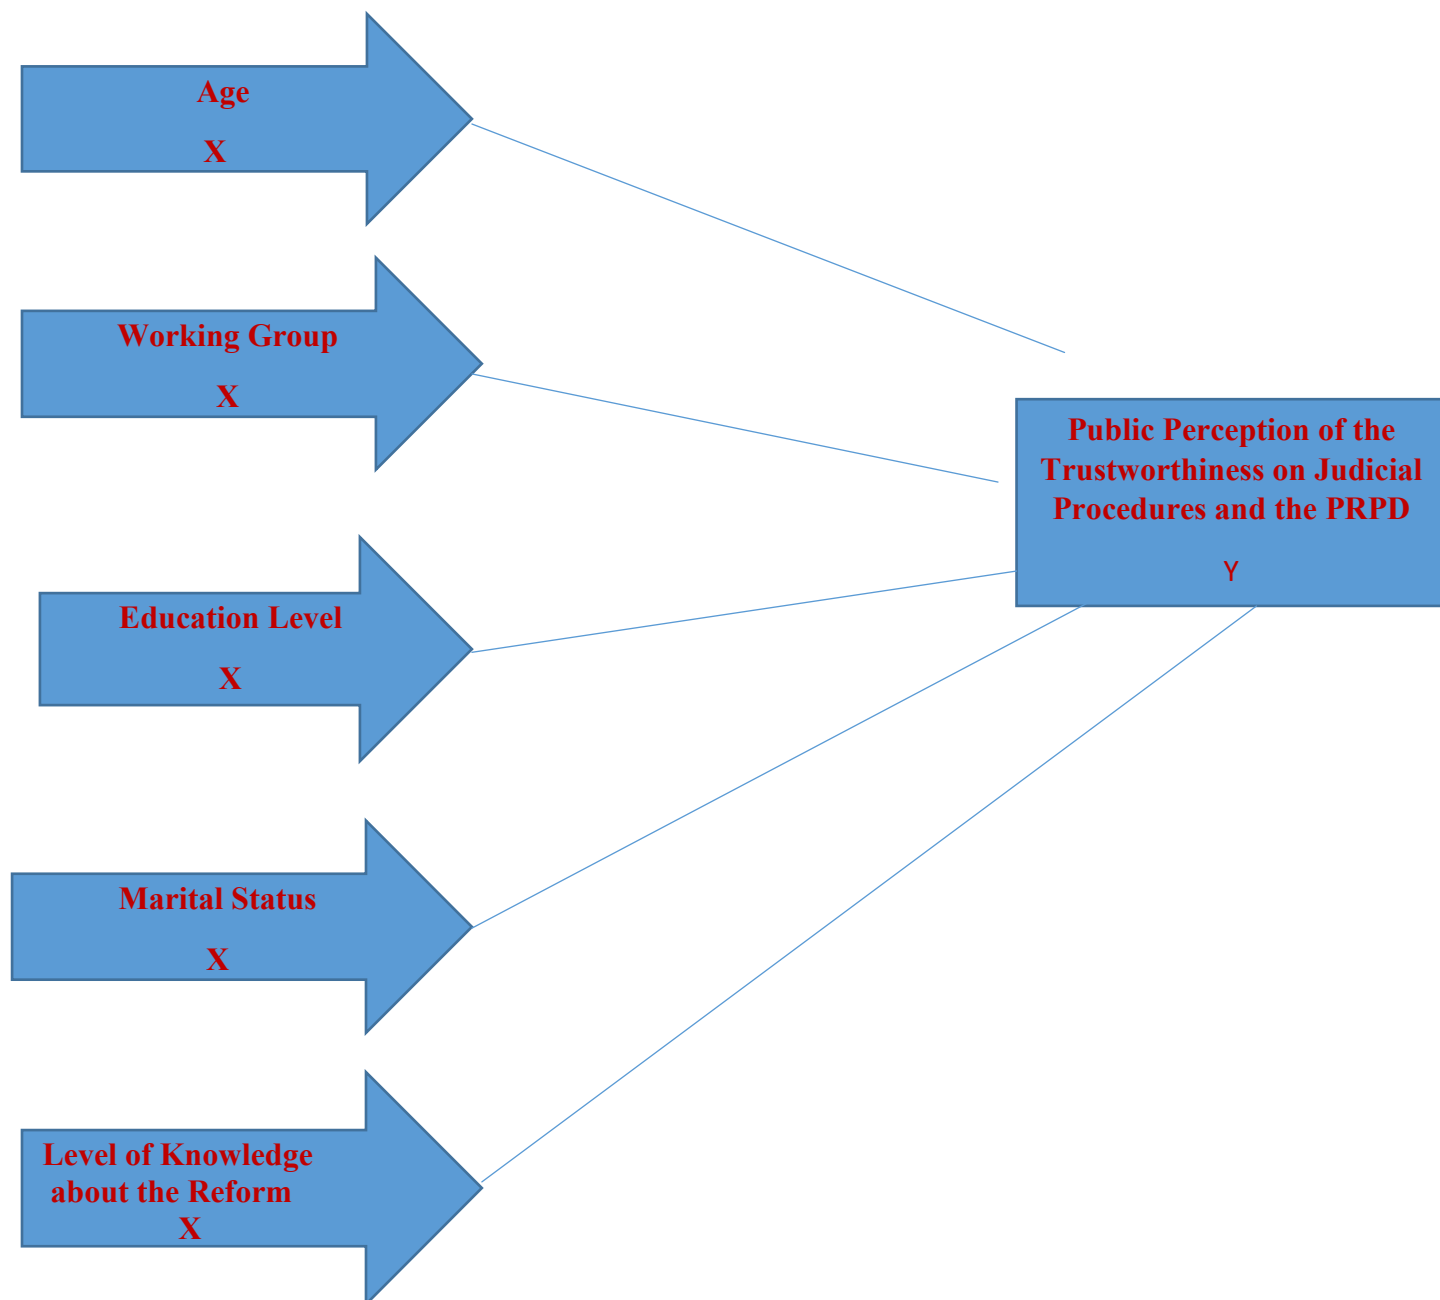 Age
X
Working Group
X
Education Level
X
Marital Status
X
Level of Knowledge
about the Reform
X
Public Perception of the
Trustworthiness on Judicial
Procedures and the PRPD
Y